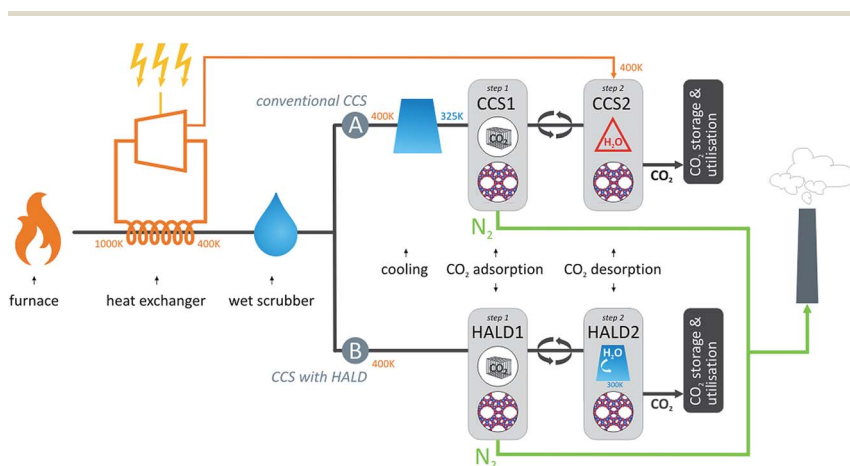 conventional CCS
A
400K
325K
400K
step 1
CCS1
CO₂
step 2
CCS2
H₂O
CO₂
CO₂ storage &
utilisation
N₂
1000K
400K
furnace
heat exchanger
wet scrubber
cooling
CO₂ adsorption
CO₂ desorption
B
400K
CCS with HALD
step 1
HALD1
CO₂
step 2
HALD2
H₂O
300K
CO₂
CO₂ storage &
utilisation
N₂